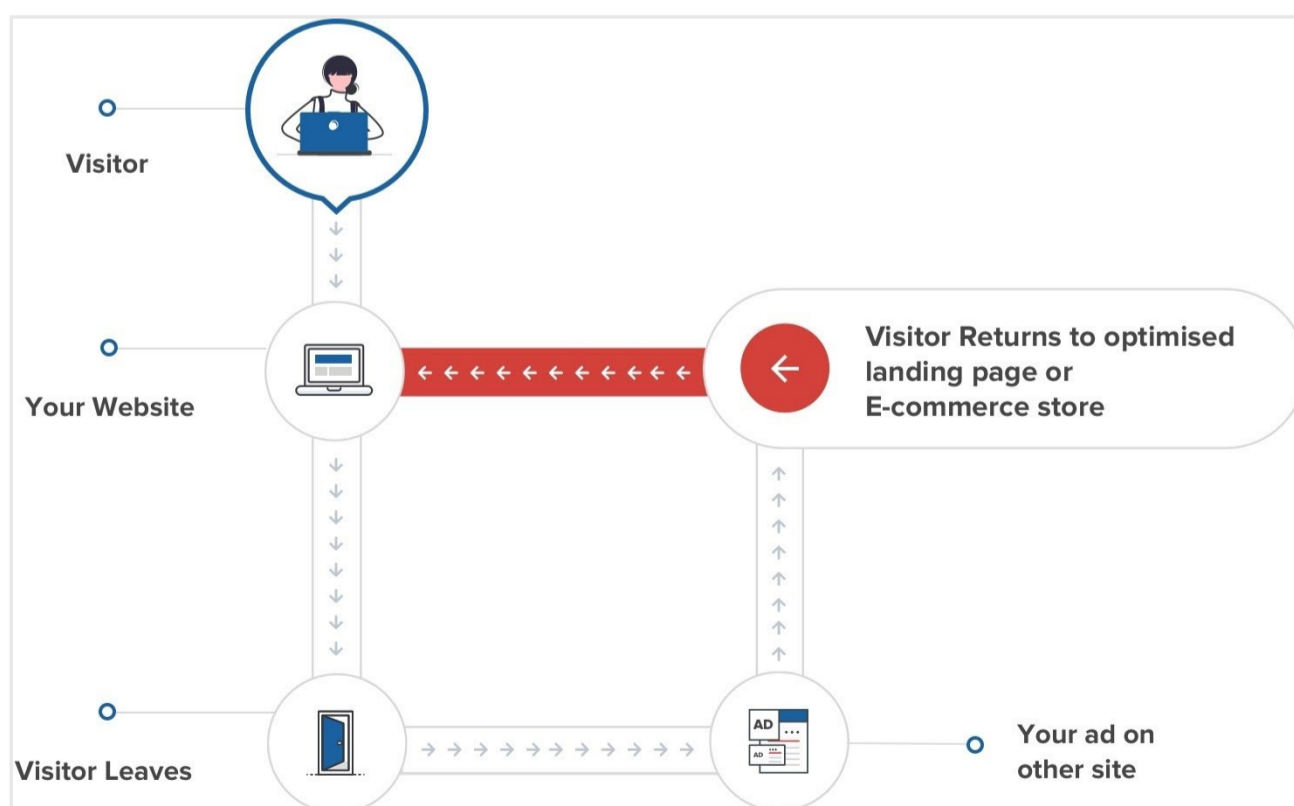 Visitor
Your Website
Visitor Returns to optimised
landing page or
E-commerce store
Visitor Leaves
AD
AD
Your ad on
other site